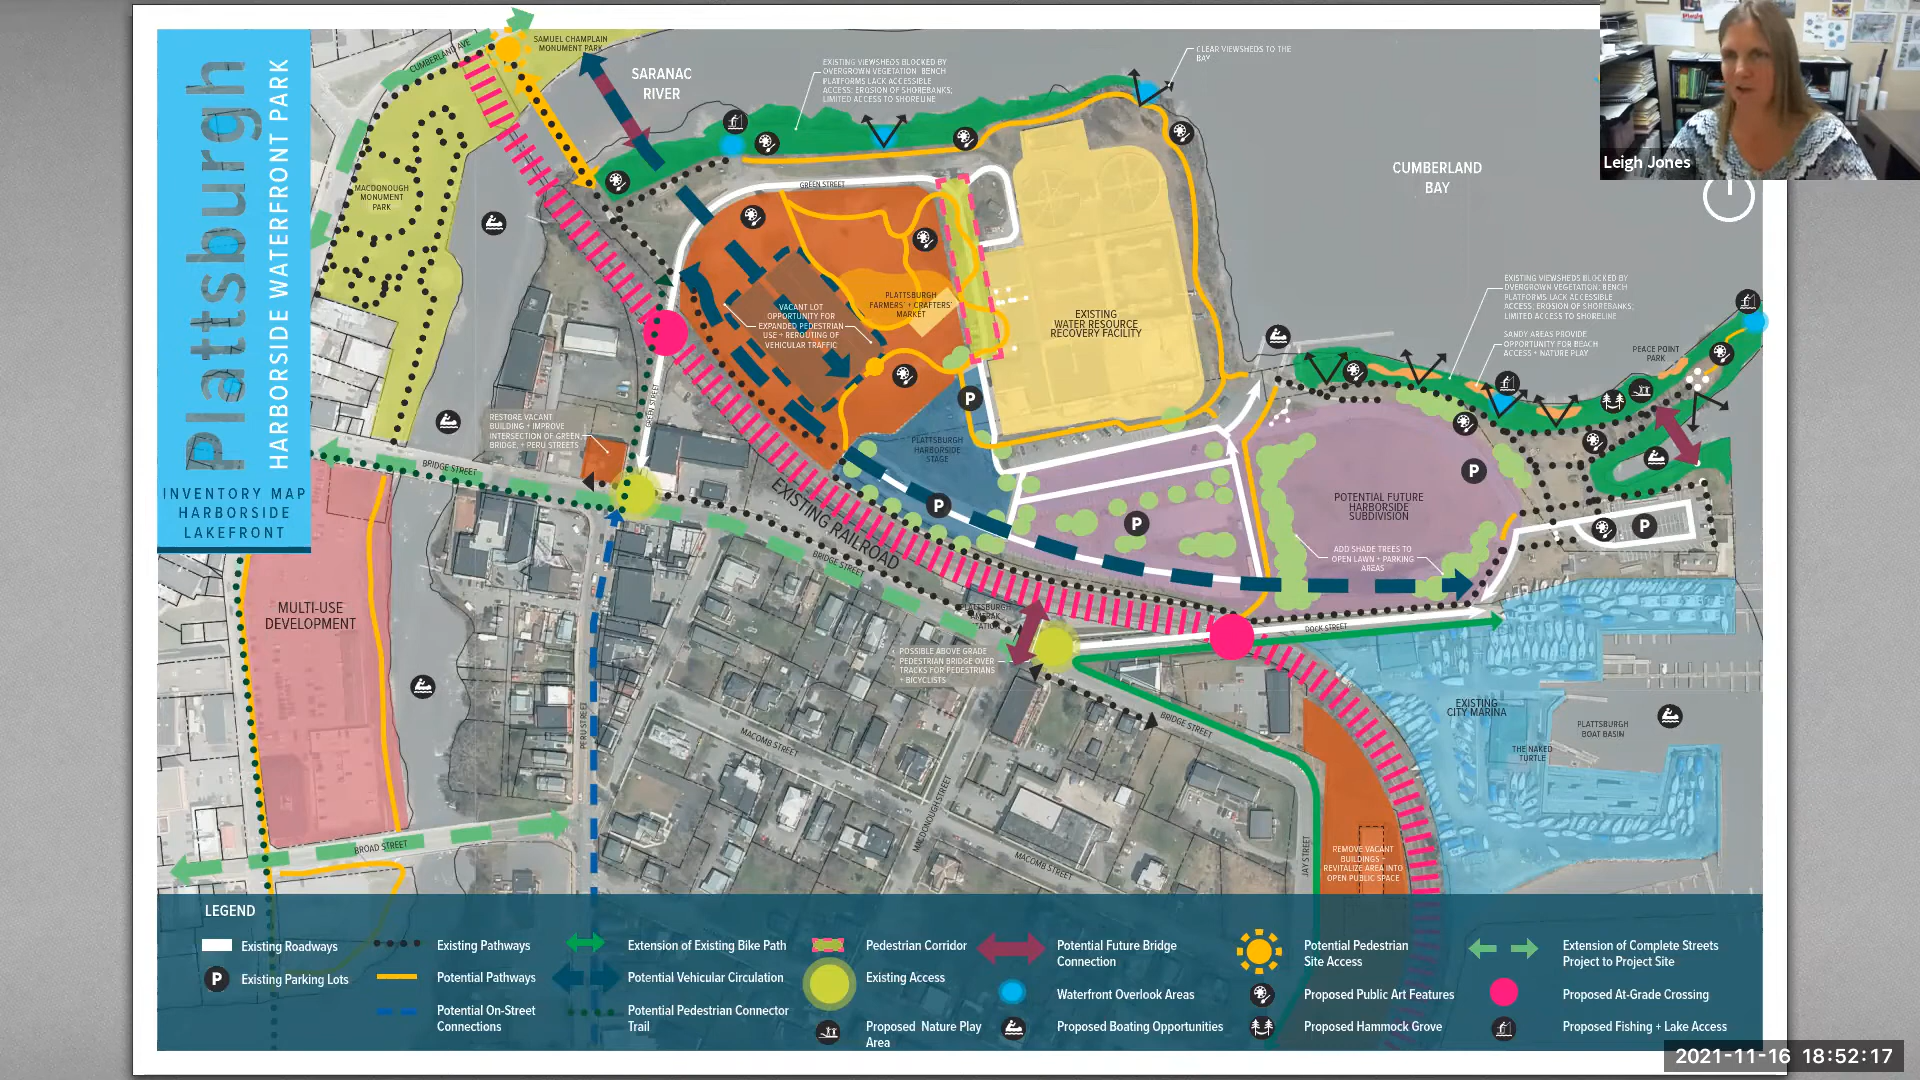 Plattsburgh
HARBORSIDE WATERFRONT PARK
INVENTORY MAP
HARBORSIDE
LAKEFRONT
CUMBERLAND AVE
SAMUEL CHAMPLAIN
MONUMENT PARK
SARANAC
RIVER
EXISTING VIEWSHEDS BLOCKED BY
OVERGROWN VEGETATION: BENCH
PLATFORMS LACK ACCESSIBLE
ACCESS: EROSION OF SHOREBANKS;
LIMITED ACCESS TO SHORELINE
CLEAR VIEWSHEDS TO THE
BAY
Leigh Jones
CUMBERLAND
BAY
MACDONOUGH
MONUMENT
PARK
GREEN STREET
VACANT LOT
OPPORTUNITY FOR
EXPANDED PEDESTRIAN
USE + REROUTING OF
VEHICULAR TRAFFIC
PLATTSBURGH
FARMERS' + CRAFTERS'
MARKET
EXISTING
WATER RESOURCE
RECOVERY FACILITY
EXISTING VIEWSHEDS BLOCKED BY
OVERGROWN VEGETATION: BENCH
PLATFORMS LACK ACCESSIBLE
ACCESS: EROSION OF SHOREBANKS;
LIMITED ACCESS TO SHORELINE
SANDY AREAS PROVIDE
OPPORTUNITY FOR BEACH
ACCESS + NATURE PLAY
PEACE POINT
PARK
GREEN STREET
P
RESTORE VACANT
BUILDING + IMPROVE
INTERSECTION OF GREEN,
BRIDGE, + PERU STREETS
PLATTSBURGH
HARBORSIDE
STAGE
BRIDGE STREET
P
P
P
P
POTENTIAL FUTURE
HARBORSIDE
SUBDIVISION
EXISTING RAILROAD
BRIDGE STREET
ADD SHADE TREES TO
OPEN LAWN + PARKING
AREAS
MULTI-USE
DEVELOPMENT
PLATTSBURGH
DOCK STREET
POSSIBLE ABOVE GRADE
PEDESTRIAN BRIDGE OVER
TRACKS FOR PEDESTRIANS
+ BICYCLISTS
PERU STREET
MACOMB STREET
BRIDGE STREET
EXISTING
CITY MARINA
PLATTSBURGH
BOAT BASIN
THE NAKED
TURTLE
MACDONOUGH STREET
MACOMB STREET
JAY STREET
BROAD STREET
REMOVE VACANT
BUILDINGS +
REVITALIZE AREA INTO
OPEN PUBLIC SPACE
LEGEND
Existing Roadways
P Existing Parking Lots
Existing Pathways
Potential Pathways
Potential On-Street
Connections
Extension of Existing Bike Path
Potential Vehicular Circulation
Potential Pedestrian Connector
Trail
Pedestrian Corridor
Existing Access
Proposed Nature Play
Area
Potential Future Bridge
Connection
Waterfront Overlook Areas
Proposed Boating Opportunities
Potential Pedestrian
Site Access
Proposed Public Art Features
Proposed Hammock Grove
Extension of Complete Streets
Project to Project Site
Proposed At-Grade Crossing
Proposed Fishing + Lake Access
2021-11-16 18:52:17